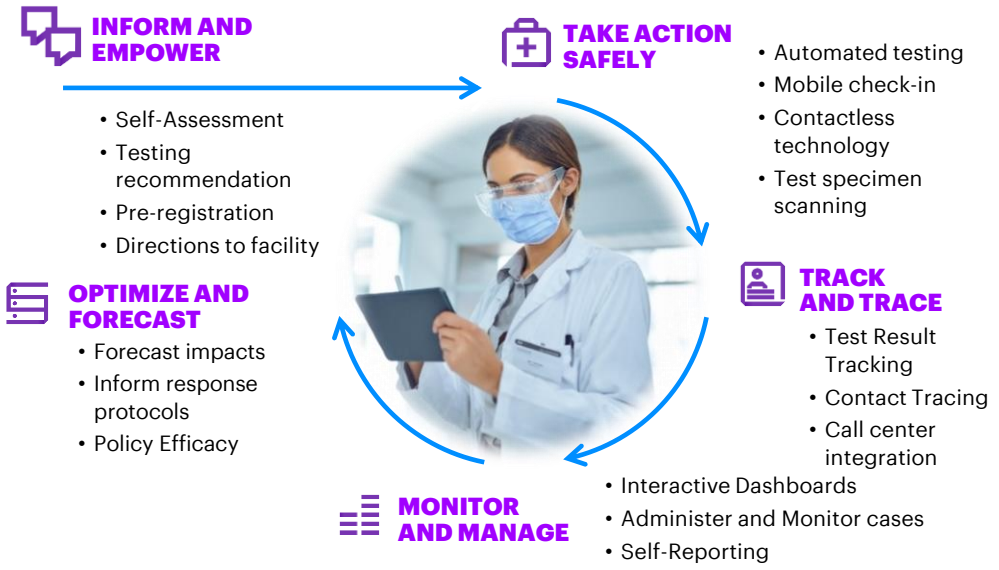 INFORM AND
EMPOWER
• Self-Assessment
• Testing
recommendation
• Pre-registration
• Directions to facility
TAKE ACTION
SAFELY
• Automated testing
• Mobile check-in
• Contactless
technology
• Test specimen
scanning
TRACK
AND TRACE
• Test Result
Tracking
• Contact Tracing
• Call center
integration
MONITOR
AND MANAGE
• Interactive Dashboards
• Administer and Monitor cases
• Self-Reporting
OPTIMIZE AND
FORECAST
• Forecast impacts
• Inform response
protocols
• Policy Efficacy